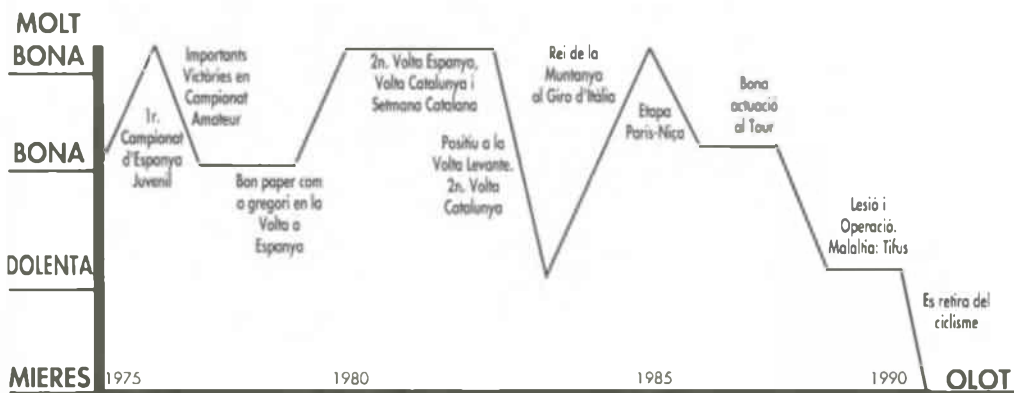 MOLT
BONA
BONA
DOLENTA
MIERES
1r.
Campionat
d'Espanya
Juvenil
Importants
Victòries en
Campionat
Amateur
Bon paper com
a gregori en la
Volta a
Espanya
2n. Volta Espanya,
Volta Catalunya i
Setmana Catalana
Positiu a la
Volta Levante.
2n. Volta
Catalunya
Rei de la
Muntanya
al Giro d'Itàlia
Etapa
París-Niça
Bona
actuació
al Tour
Lesió i
Operació.
Malaltia: Tifus
Es retira del
ciclisme
1975
1980
1985
1990
OLOT